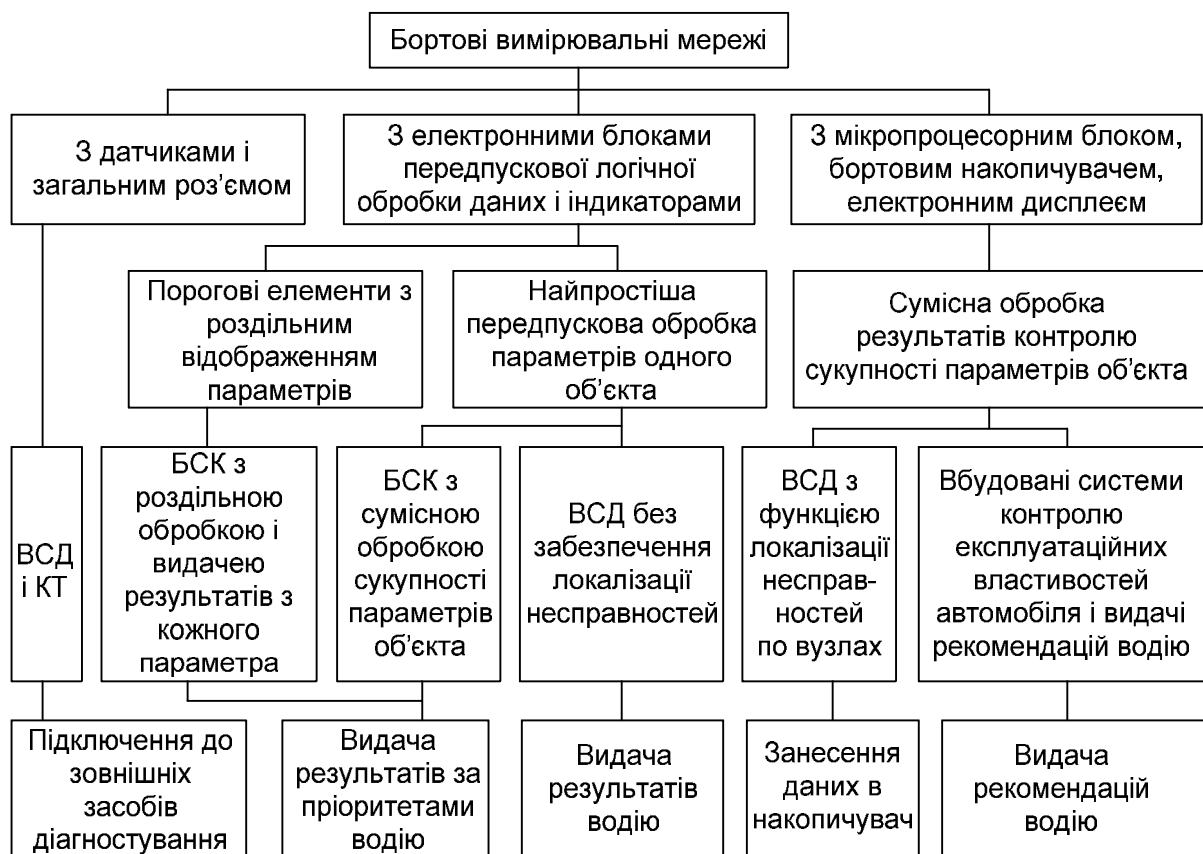 Бортові вимірювальні мережі
З датчиками і
загальним роз’ємом
З електронними блоками
передпускової логічної
обробки даних і індикаторами
З мікропроцесорним блоком,
бортовим накопичувачем,
електронним дисплеєм
Порогові елементи з
роздільним
відображенням
параметрів
Найпростіша
передпускова обробка
параметрів одного
об’єкта
Сумісна обробка
результатів контролю
сукупності параметрів об’єкта
ВСД
і КТ
БСК з
роздільною
обробкою і
видачею
результатів з
кожного
параметра
БСК з
сумісною
обробкою
сукупності
параметрів
об’єкта
ВСД без
забезпечення
локалізації
несправностей
ВСД з
функцією
локалізації
несправ-
ностей
по вузлах
Вбудовані системи
контролю
експлуатаційних
властивостей
автомобіля і видачі
рекомендацій водію
Підключення до
зовнішніх
засобів
діагностування
Видача
результатів за
пріоритетами
водію
Видача
результатів
водію
Занесення
даних в
накопичувач
Видача
рекомендацій
водію